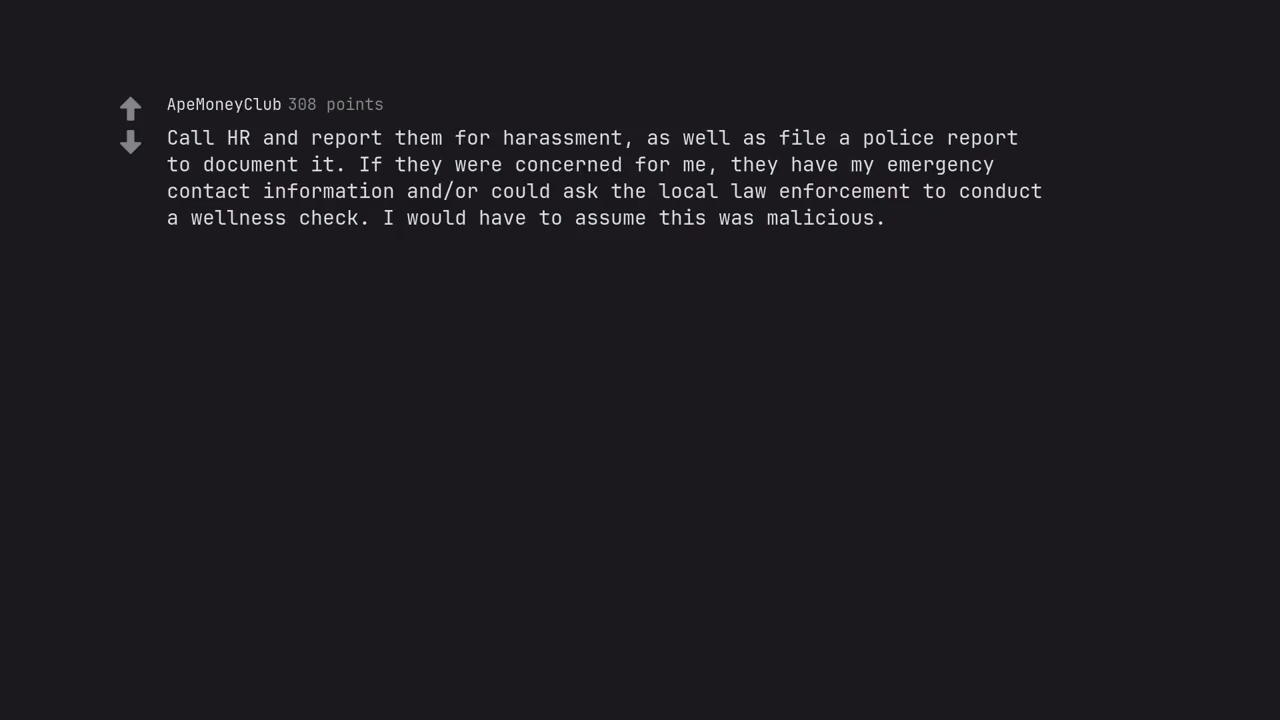 ApeMoneyClub 308 points
Call HR and report them for harassment, as well as file a police report
to document it. If they were concerned for me, they have my emergency
contact information and/or could ask the local law enforcement to conduct
a wellness check. I would have to assume this was malicious.